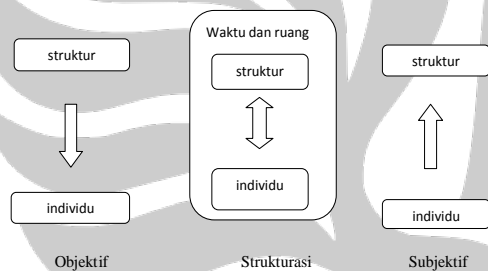 Waktu dan ruang
struktur
struktur
struktur
individu
individu
individu
Objektif
Strukturasi
Subjektif